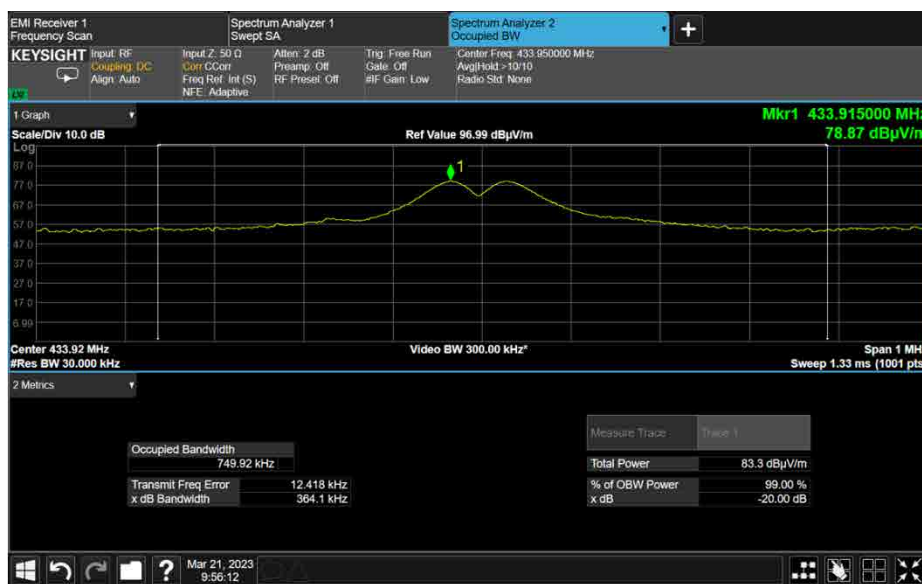 EMI Receiver 1
Frequency Scan
Spectrum Analyzer 1
Swept SA
Spectrum Analyzer 2
Occupied BW
KEYSIGHT
Input: RF
Coupling: DC
Align: Auto
Input Z: 50 Ω
Corr CCorr
Freq Ref: Int (S)
NFE: Adaptive
Atten: 2 dB
Preamp: Off
RF Presel: Off
Trig: Free Run
Gate: Off
#IF Gain: Low
Center Freq: 433.950000 MHz
Avg|Hold:>10/10
Radio Std: None
1 Graph
Scale/Div 10.0 dB
Ref Value 96.99 dBµV/m
Mkr1 433.915000 MHz
78.87 dBµV/m
Log
87.0
77.0
67.0
57.0
47.0
37.0
27.0
17.0
6.99
1
Center 433.92 MHz
#Res BW 30.000 kHz
Video BW 300.00 kHz*
Span 1 MH
Sweep 1.33 ms (1001 pts
2 Metrics
Measure Trace
Trace 1
Occupied Bandwidth
749.92 kHz
Total Power 83.3 dBµV/m
Transmit Freq Error 12.418 kHz
% of OBW Power 99.00 %
x dB Bandwidth 364.1 kHz
x dB -20.00 dB
?
Mar 21, 2023
9:56:12